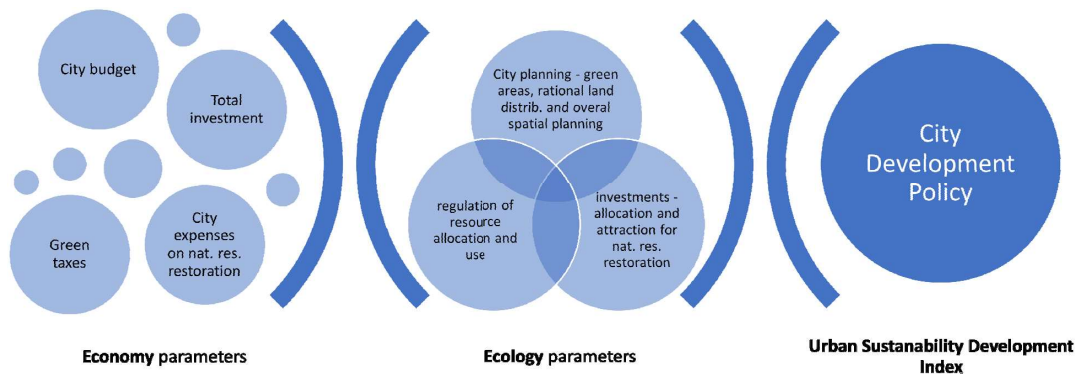 City budget
Total
investment
Green
taxes
City
expenses
on nat. res.
restoration
Economy parameters
City planning - green
areas, rational land
distrib. and overal
spatial planning
regulation of
resource
allocation and
use
investments -
allocation and
attraction for
nat. res.
restoration
Ecology parameters
City
Development
Policy
Urban Sustanability Development
Index